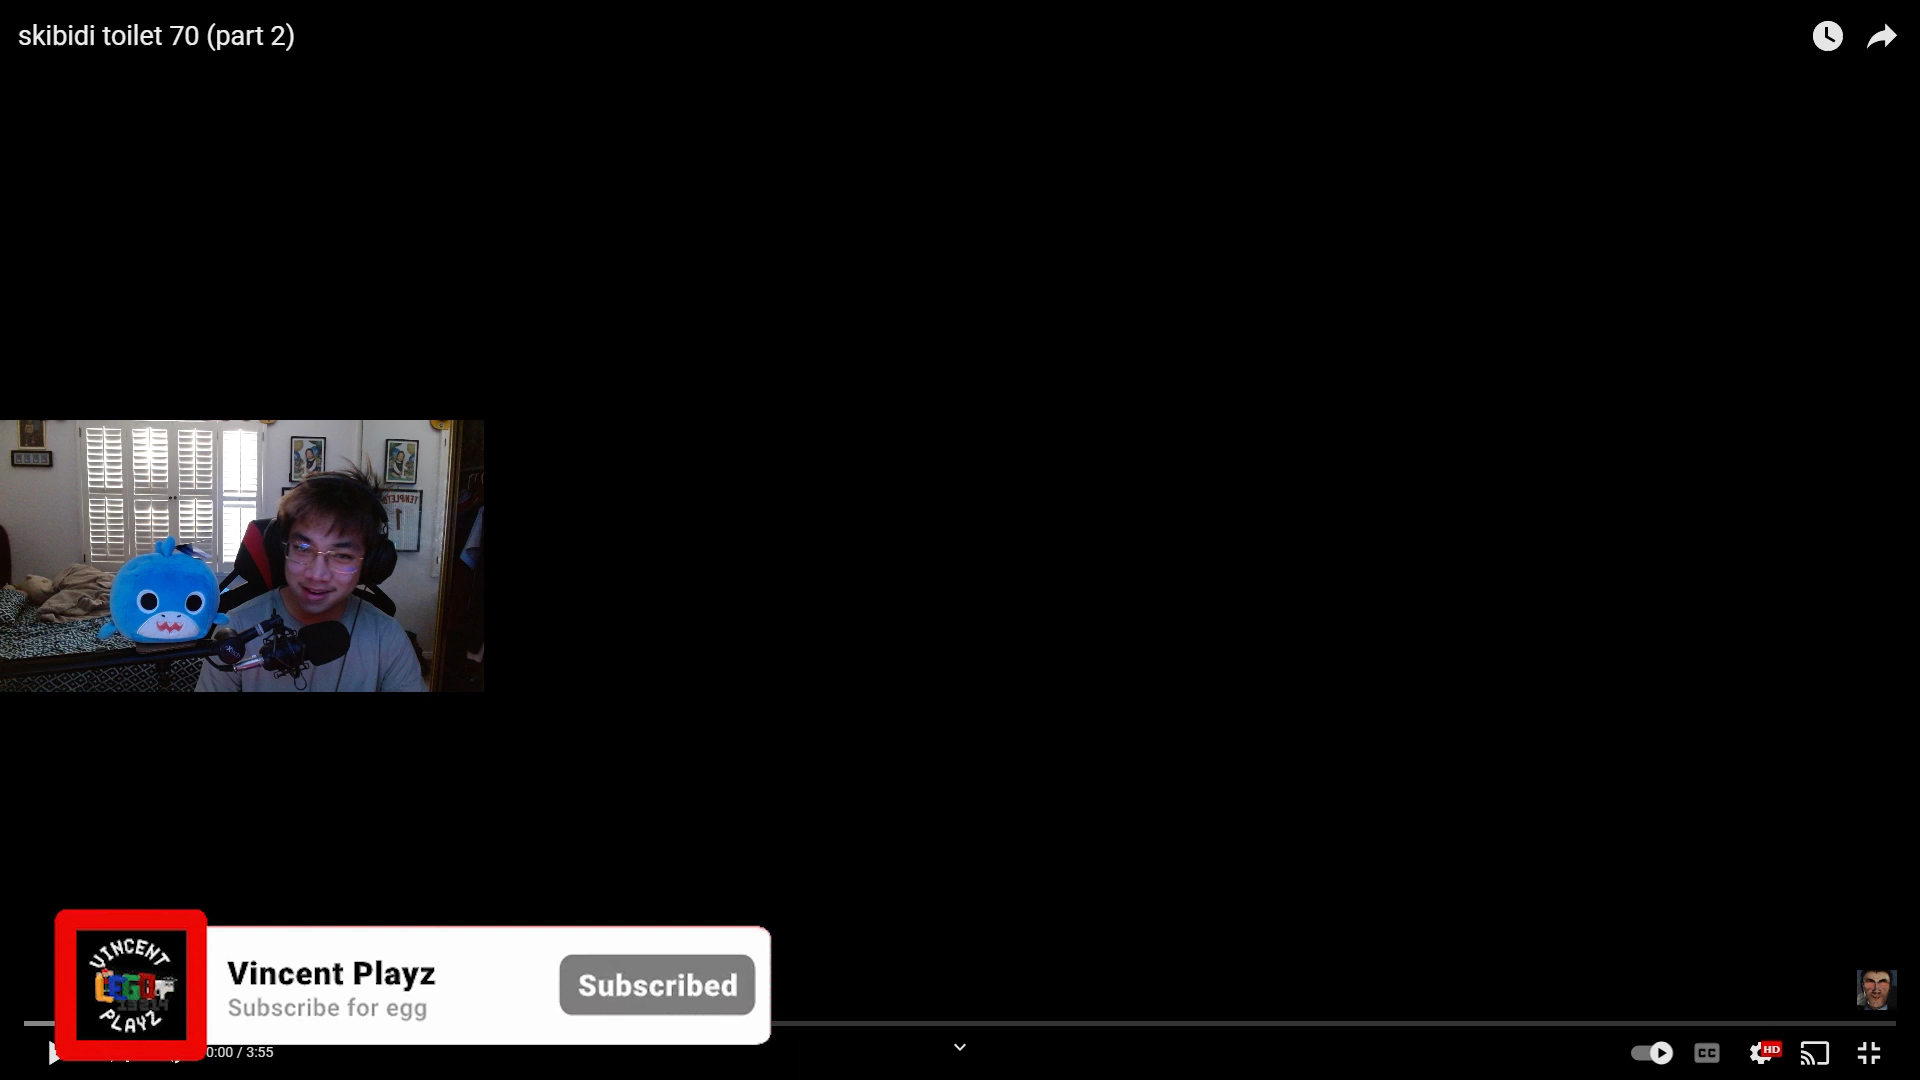 skibidi toilet 70 (part 2)
VINCENT
LEGO
PLAYZ
Vincent Playz
Subscribe for egg
Subscribed
0:00 / 3:55
CC
HD